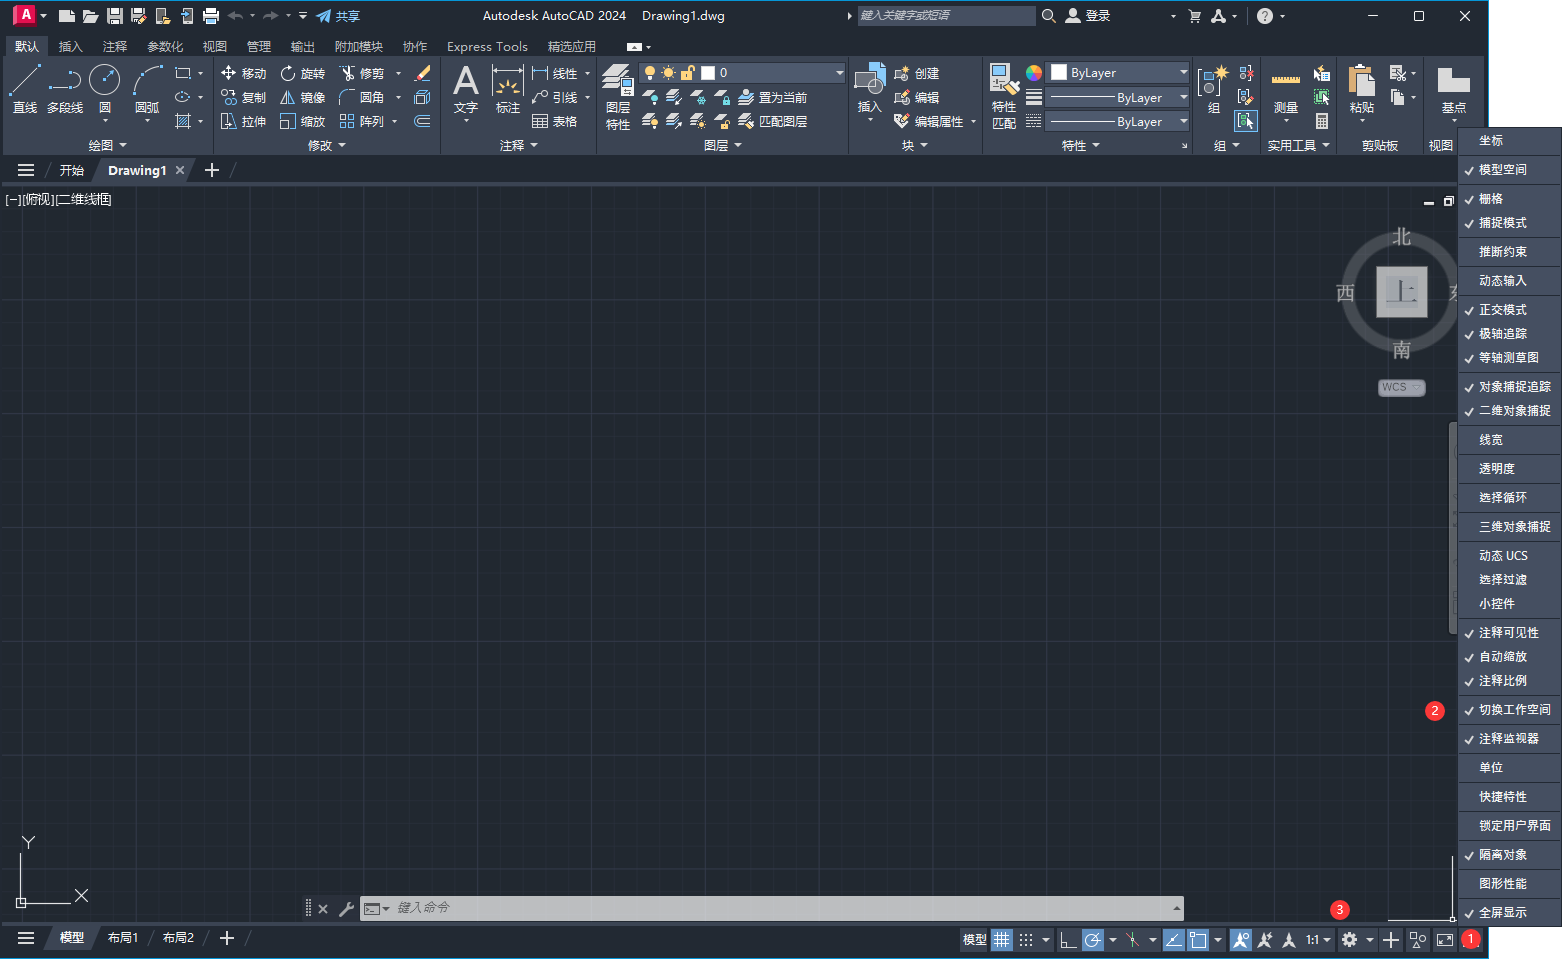 A 共享 Autodesk AutoCAD 2024 Drawing1.dwg 键入关键字或短语 登录 ?
默认 插入 注释 参数化 视图 管理 输出 附加模块 协作 Express Tools 精选应用
直线 多段线 圆 圆弧
移动 旋转 修剪
复制 镜像 圆角
拉伸 缩放 阵列
A
文字 标注
线性
引线
表格
图层
特性
0
置为当前
匹配图层
插入
创建
编辑
编辑属性
特性
匹配
ByLayer
ByLayer
ByLayer
组 测量 粘贴 基点
绘图 修改 注释 图层 块 特性 组 实用工具 剪贴板 视图
开始 Drawing1 × +
[−][俯视][二维线框]
北
西 上
南
WCS
坐标
模型空间
栅格
捕捉模式
推断约束
动态输入
正交模式
极轴追踪
等轴测草图
对象捕捉追踪
二维对象捕捉
线宽
透明度
选择循环
三维对象捕捉
动态 UCS
选择过滤
小控件
注释可见性
自动缩放
注释比例
2 切换工作空间
注释监视器
单位
快捷特性
锁定用户界面
隔离对象
图形性能
全屏显示
Y
X
键入命令
3
模型 布局1 布局2 +
模型 1:1 1